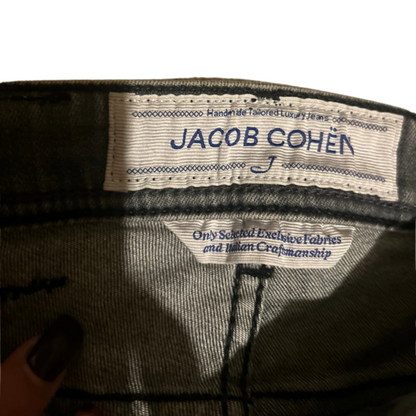 Handmade Tailored Luxury Jeans
JACOB COHËN
J
Only Selected Exclusive Fabrics
and Italian Craftsmanship